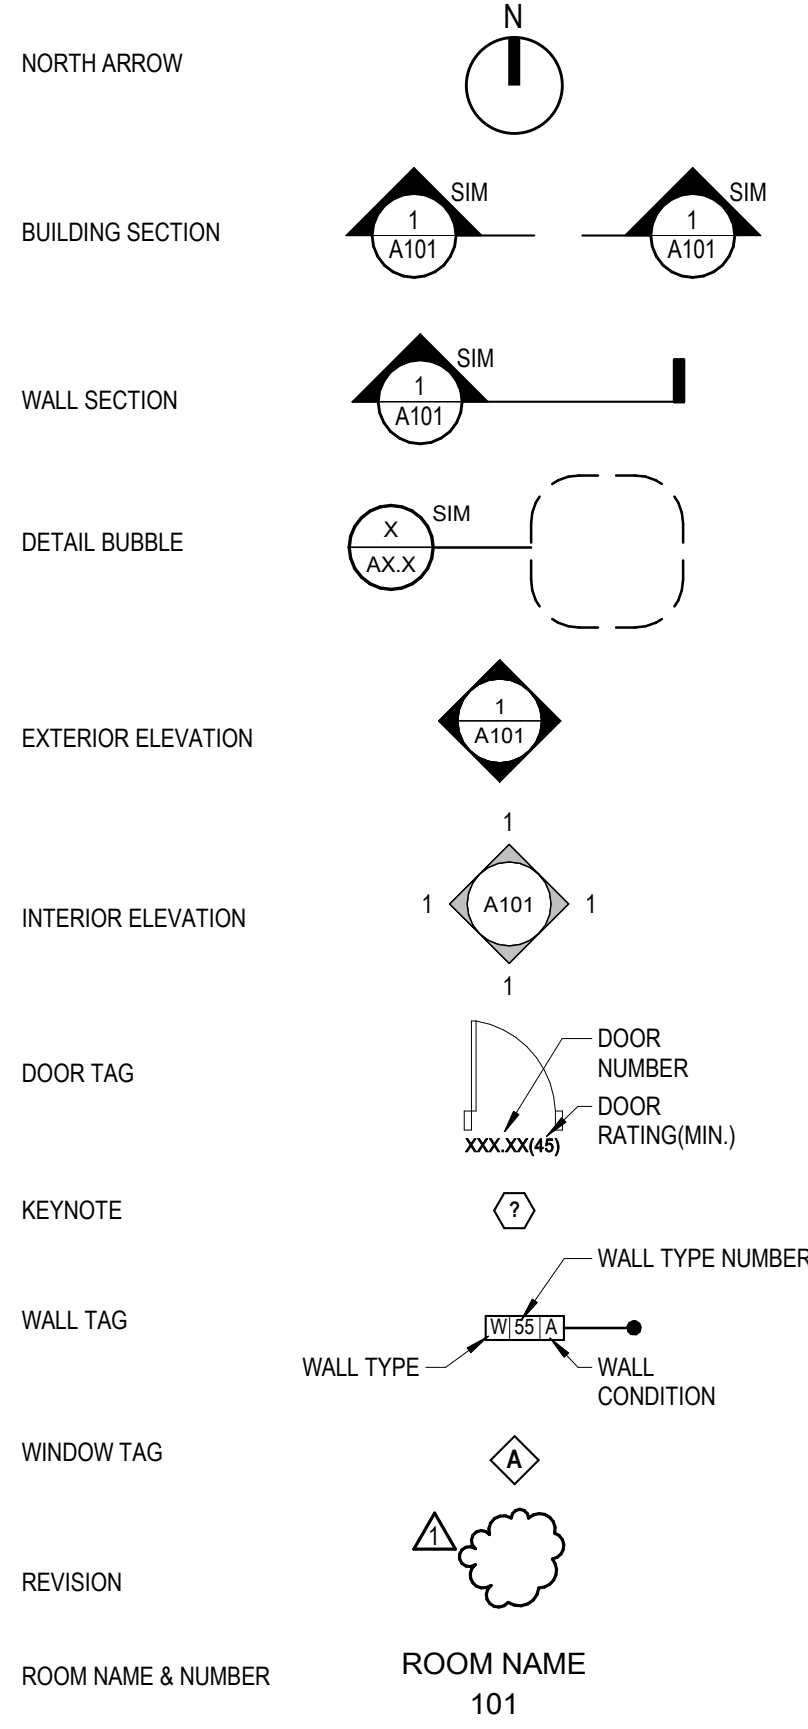 N
NORTH ARROW
SIM
SIM
1
1
BUILDING SECTION
A101
A101
SIM
1
WALL SECTION
A101
SIM
X
DETAIL BUBBLE
AX.X
1
EXTERIOR ELEVATION
A101
1
1
A101
1
INTERIOR ELEVATION
1
DOOR
NUMBER
DOOR TAG
DOOR
RATING(MIN.)
XXX.XX(45)
KEYNOTE
?
WALL TYPE NUMBER
WALL TAG
W 55 A
WALL TYPE
WALL
CONDITION
WINDOW TAG
A
1
REVISION
ROOM NAME & NUMBER
ROOM NAME
101